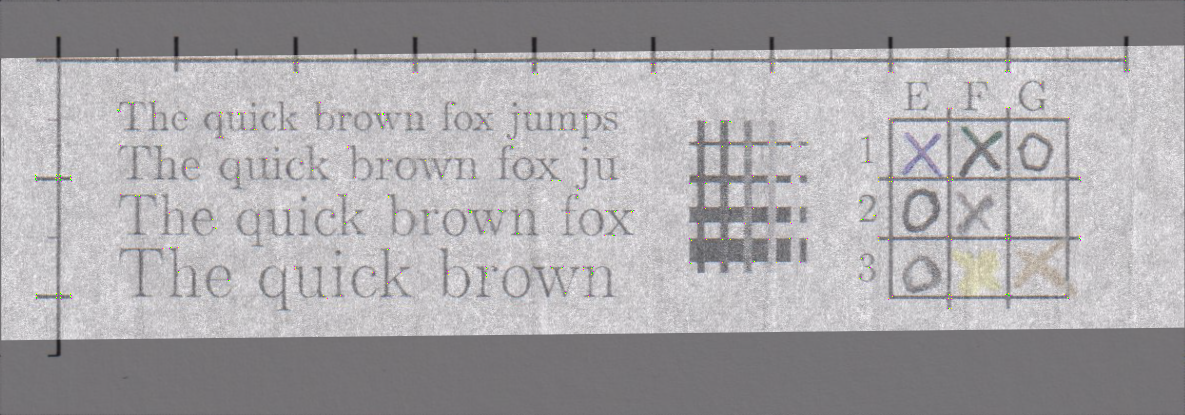 The quick brown fox jumps
The quick brown fox ju
The quick brown fox
The quick brown
E F G
1 X X O
2 O X
3 O X X